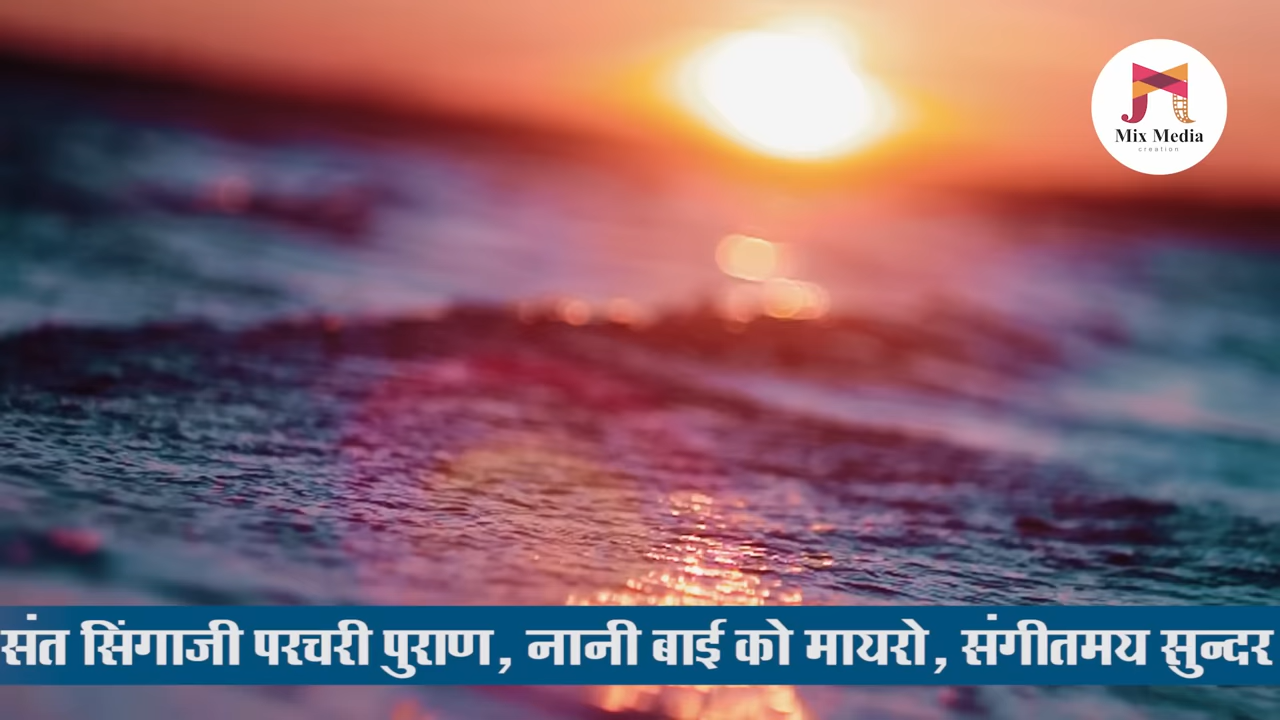 Mix Media
creation
संत सिंगाजी परचरी पुराण, नानी बाई को मायरो, संगीतमय सुन्दर